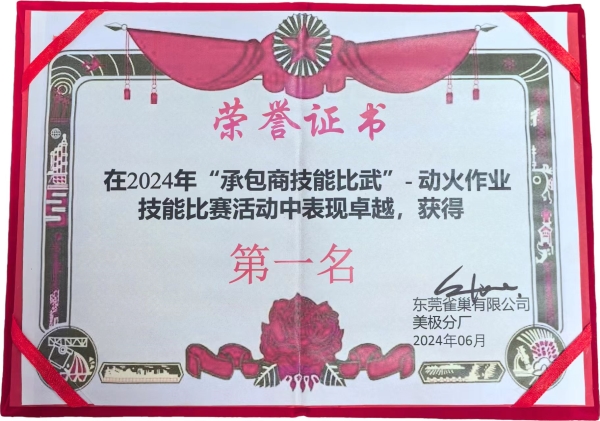 荣誉证书
在2024年“承包商技能比武”-动火作业
技能比赛活动中表现卓越，获得
第一名
东莞雀巢有限公司
美极分厂
2024年06月